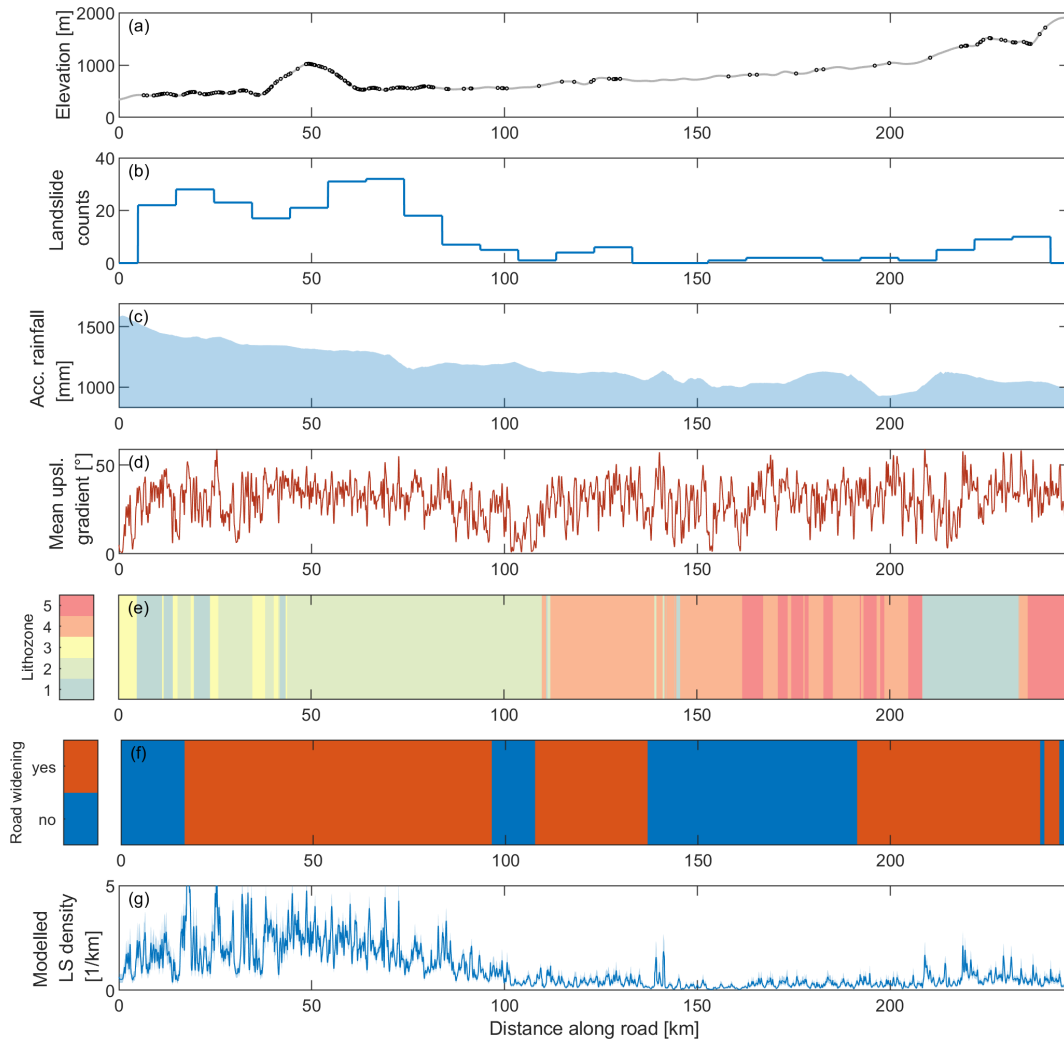 (a)
Elevation [m]
2000
1000
0
0 50 100 150 200
(b)
Landslide
counts
40
20
0
0 50 100 150 200
(c)
Acc. rainfall
[mm]
1500
1000
0 50 100 150 200
(d)
Mean upsl.
gradient [°]
50
0
0 50 100 150 200
(e)
Lithozone
5
4
3
2
1
0 50 100 150 200
(f)
Road widening
yes
no
0 50 100 150 200
(g)
Modelled
LS density
[1/km]
5
0
0 50 100 150 200
Distance along road [km]